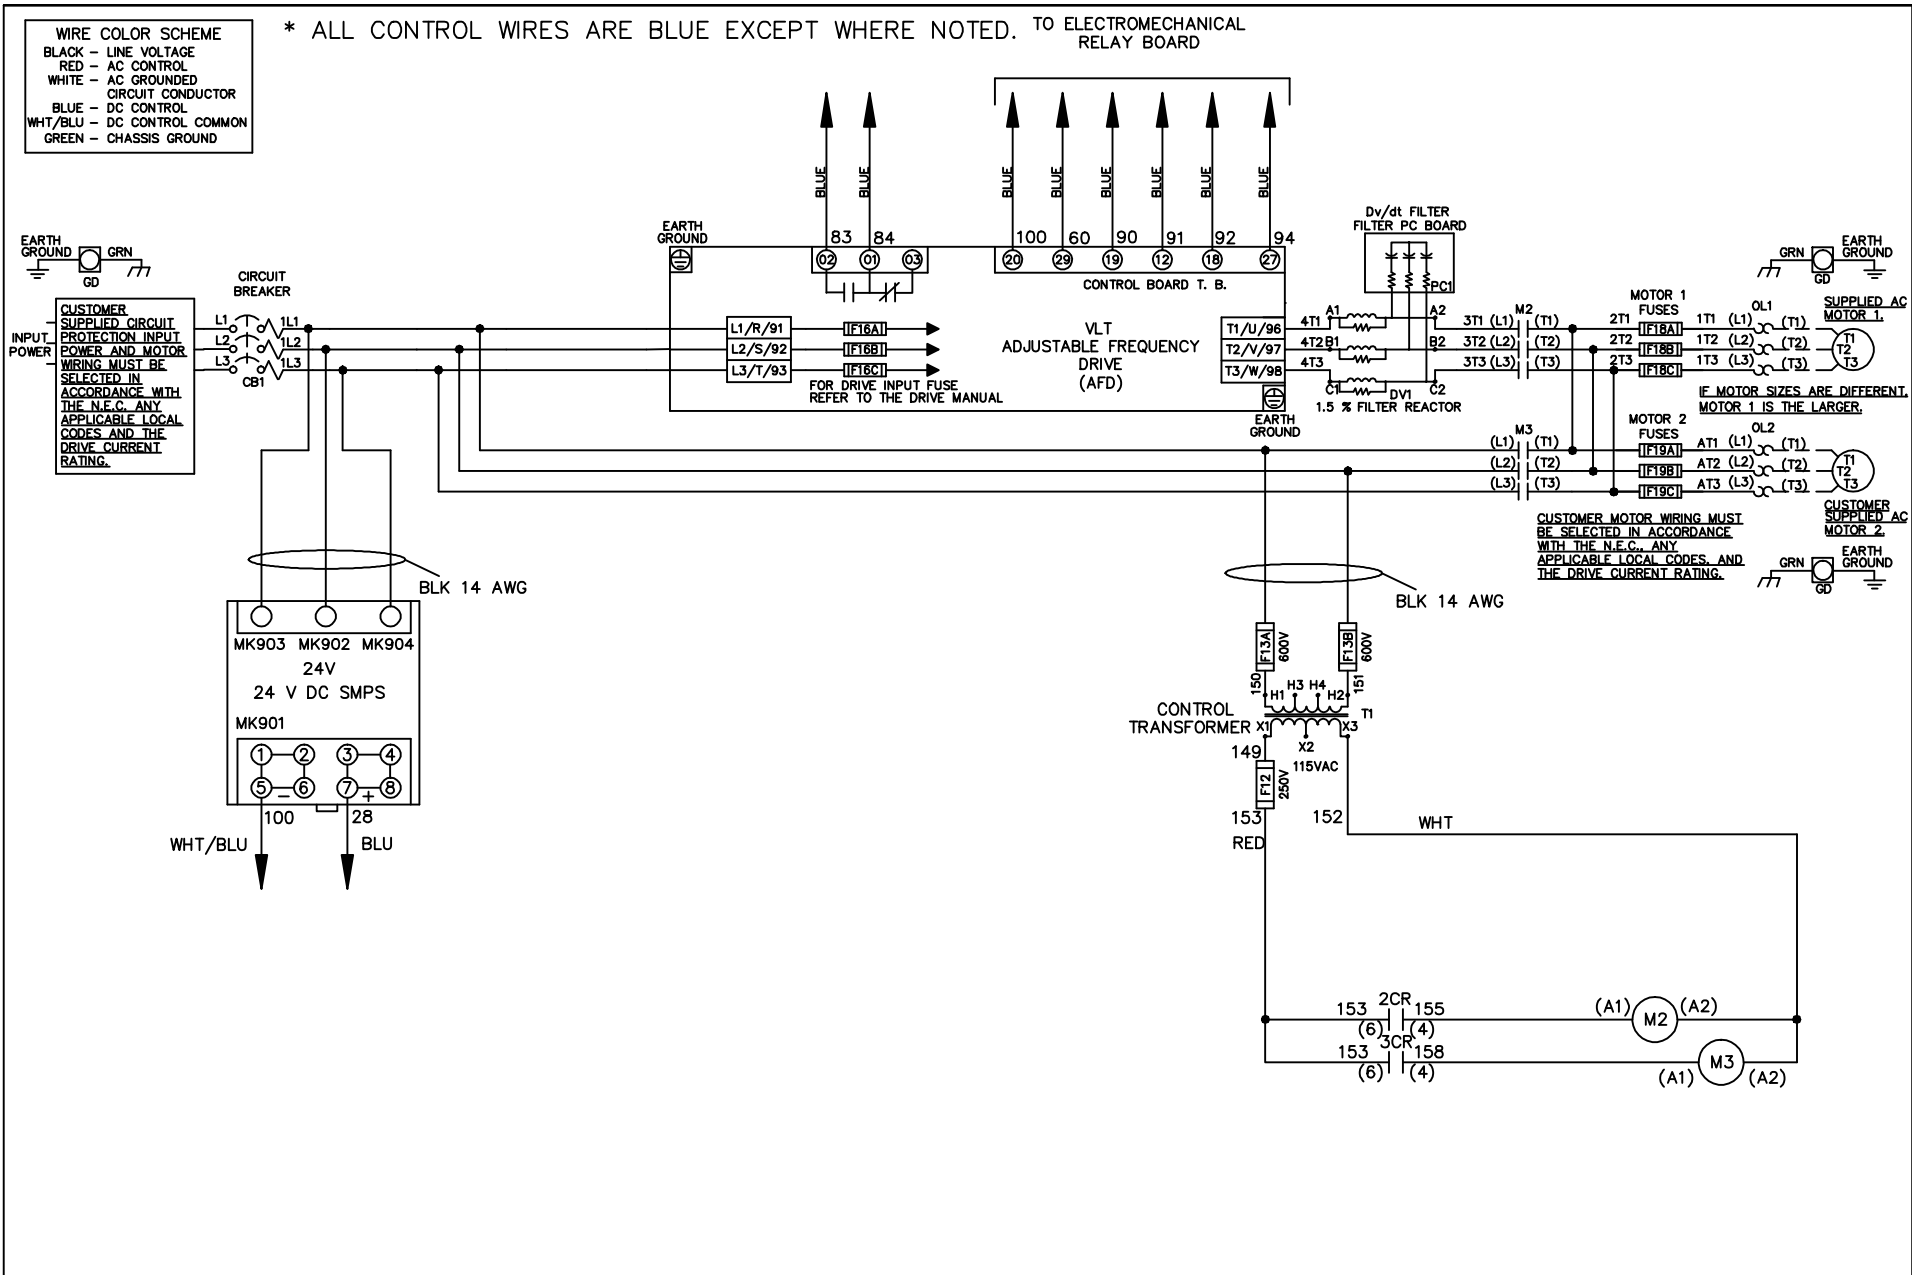 WIRE COLOR SCHEME
BLACK – LINE VOLTAGE
RED – AC CONTROL
WHITE – AC GROUNDED
CIRCUIT CONDUCTOR
BLUE – DC CONTROL
WHT/BLU – DC CONTROL COMMON
GREEN – CHASSIS GROUND
* ALL CONTROL WIRES ARE BLUE EXCEPT WHERE NOTED.
TO ELECTROMECHANICAL
RELAY BOARD
BLUE
BLUE
BLUE
BLUE
BLUE
BLUE
BLUE
BLUE
83 84
100 60 90 91 92 94
02 01 03
20 29 19 12 18 27
CONTROL BOARD T. B.
EARTH
GROUND
EARTH
GROUND
GRN
GD
CIRCUIT
BREAKER
INPUT
POWER
CUSTOMER
SUPPLIED CIRCUIT
PROTECTION INPUT
POWER AND MOTOR
WIRING MUST BE
SELECTED IN
ACCORDANCE WITH
THE N.E.C. ANY
APPLICABLE LOCAL
CODES AND THE
DRIVE CURRENT
RATING.
L1 1L1
L2 1L2
L3 1L3
CB1
L1/R/91 F16A
L2/S/92 F16B
L3/T/93 F16C
FOR DRIVE INPUT FUSE
REFER TO THE DRIVE MANUAL
VLT
ADJUSTABLE FREQUENCY
DRIVE
(AFD)
T1/U/96 4T1
T2/V/97 4T2
T3/W/98 4T3
EARTH
GROUND
Dv/dt FILTER
FILTER PC BOARD
PC1
A1 A2
B1 B2
C1 C2
DV1
1.5 % FILTER REACTOR
M2
3T1 (L1) (T1)
3T2 (L2) (T2)
3T3 (L3) (T3)
MOTOR 1
FUSES
2T1 F18A 1T1 (L1) (T1)
2T2 F18B 1T2 (L2) (T2)
2T3 F18C 1T3 (L3) (T3)
OL1
GRN
GD
EARTH
GROUND
SUPPLIED AC
MOTOR 1.
T1
T2
T3
IF MOTOR SIZES ARE DIFFERENT,
MOTOR 1 IS THE LARGER.
M3
(L1) (T1)
(L2) (T2)
(L3) (T3)
MOTOR 2
FUSES
F19A AT1 (L1) (T1)
F19B AT2 (L2) (T2)
F19C AT3 (L3) (T3)
OL2
T1
T2
T3
CUSTOMER
SUPPLIED AC
MOTOR 2.
CUSTOMER MOTOR WIRING MUST
BE SELECTED IN ACCORDANCE
WITH THE N.E.C., ANY
APPLICABLE LOCAL CODES, AND
THE DRIVE CURRENT RATING.
GRN
GD
EARTH
GROUND
BLK 14 AWG
MK903 MK902 MK904
24V
24 V DC SMPS
MK901
1 2 3 4
5 6 7 8
– +
100 28
WHT/BLU BLU
BLK 14 AWG
F13A 600V
F13B 600V
150 151
H1 H3 H4 H2
T1
CONTROL
TRANSFORMER
X1 X3
X2
115VAC
149
F12 250V
153 152
RED
WHT
2CR
153 155
(6) (4)
(A1) M2 (A2)
3CR
153 158
(6) (4)
(A1) M3 (A2)